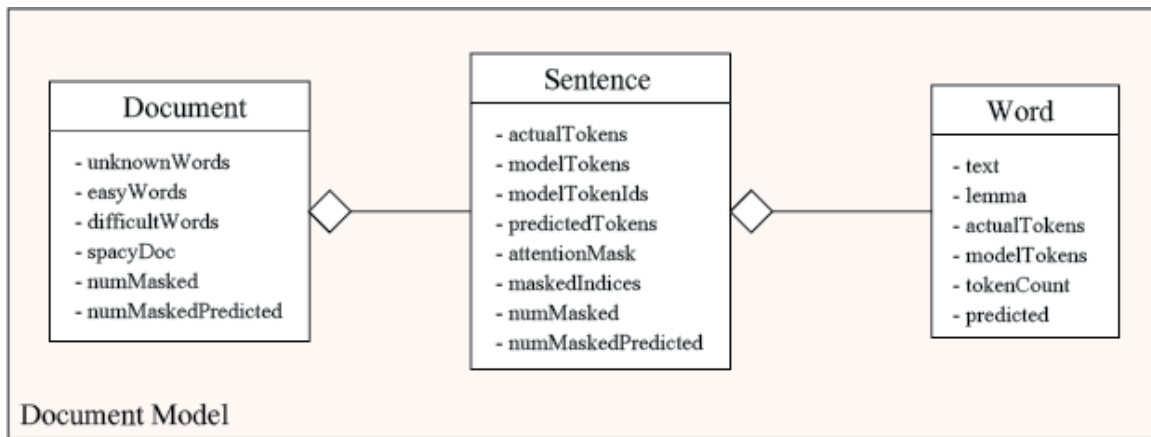 Document
- unknownWords
- easyWords
- difficultWords
- spacyDoc
- numMasked
- numMaskedPredicted
Sentence
- actualTokens
- modelTokens
- modelTokenIds
- predictedTokens
- attentionMask
- maskedIndices
- numMasked
- numMaskedPredicted
Word
- text
- lemma
- actualTokens
- modelTokens
- tokenCount
- predicted
Document Model